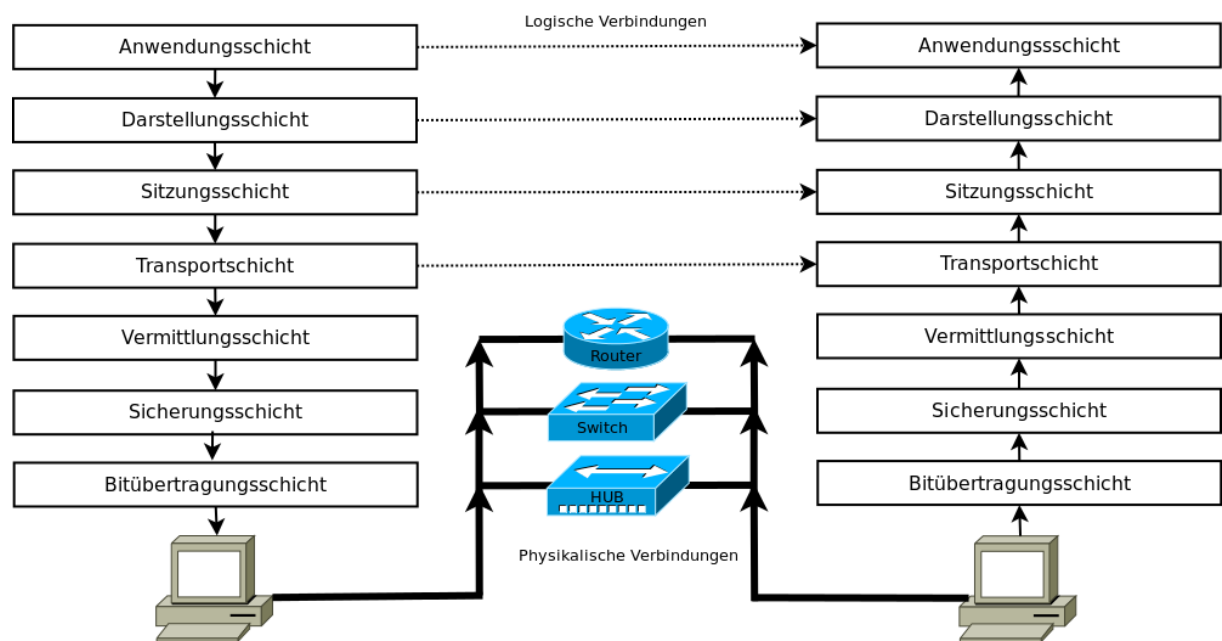 Logische Verbindungen
Anwendungsschicht
Anwendungssschicht
Darstellungsschicht
Darstellungsschicht
Sitzungsschicht
Sitzungsschicht
Transportschicht
Transportschicht
Vermittlungsschicht
Router
Vermittlungsschicht
Sicherungsschicht
Switch
Sicherungsschicht
Bitübertragungsschicht
HUB
Bitübertragungsschicht
Physikalische Verbindungen